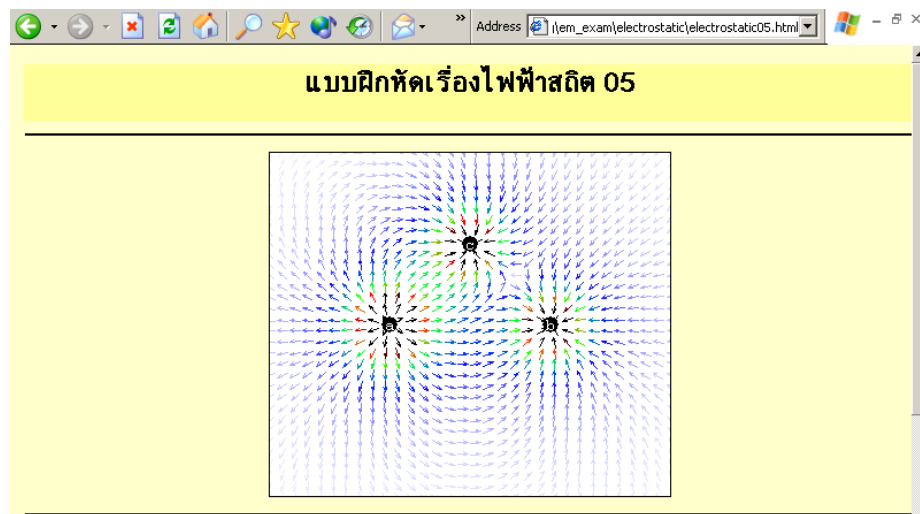 » Address i\em_exam\electrostatic\electrostatic05.html
แบบฝึกหัดเรื่องไฟฟ้าสถิต 05
c
a
b